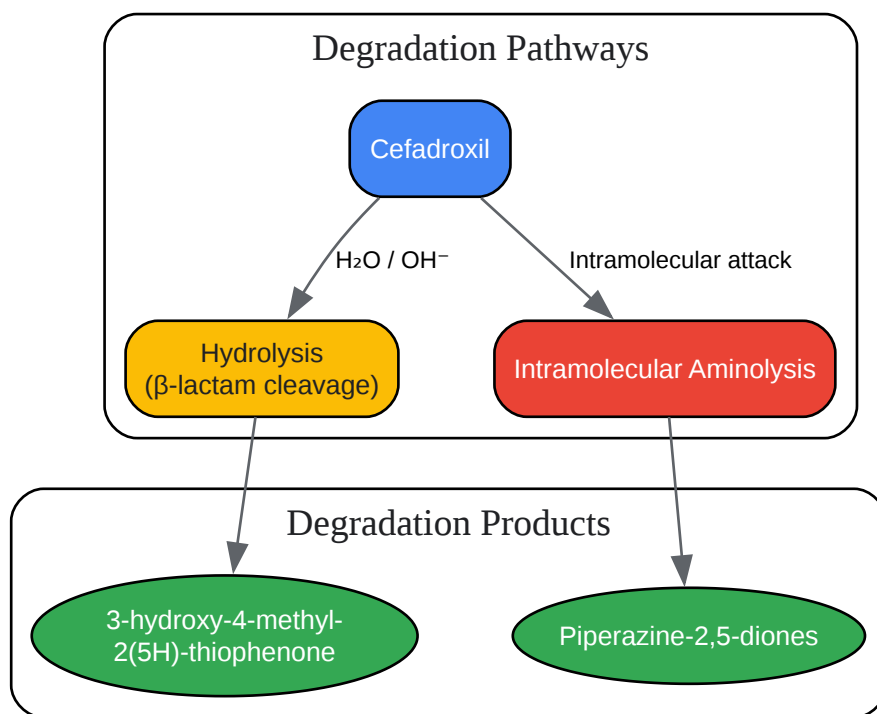 Degradation Pathways
Cefadroxil
H₂O / OH⁻
Intramolecular attack
Hydrolysis
(β-lactam cleavage)
Intramolecular Aminolysis
Degradation Products
3-hydroxy-4-methyl-
2(5H)-thiophenone
Piperazine-2,5-diones